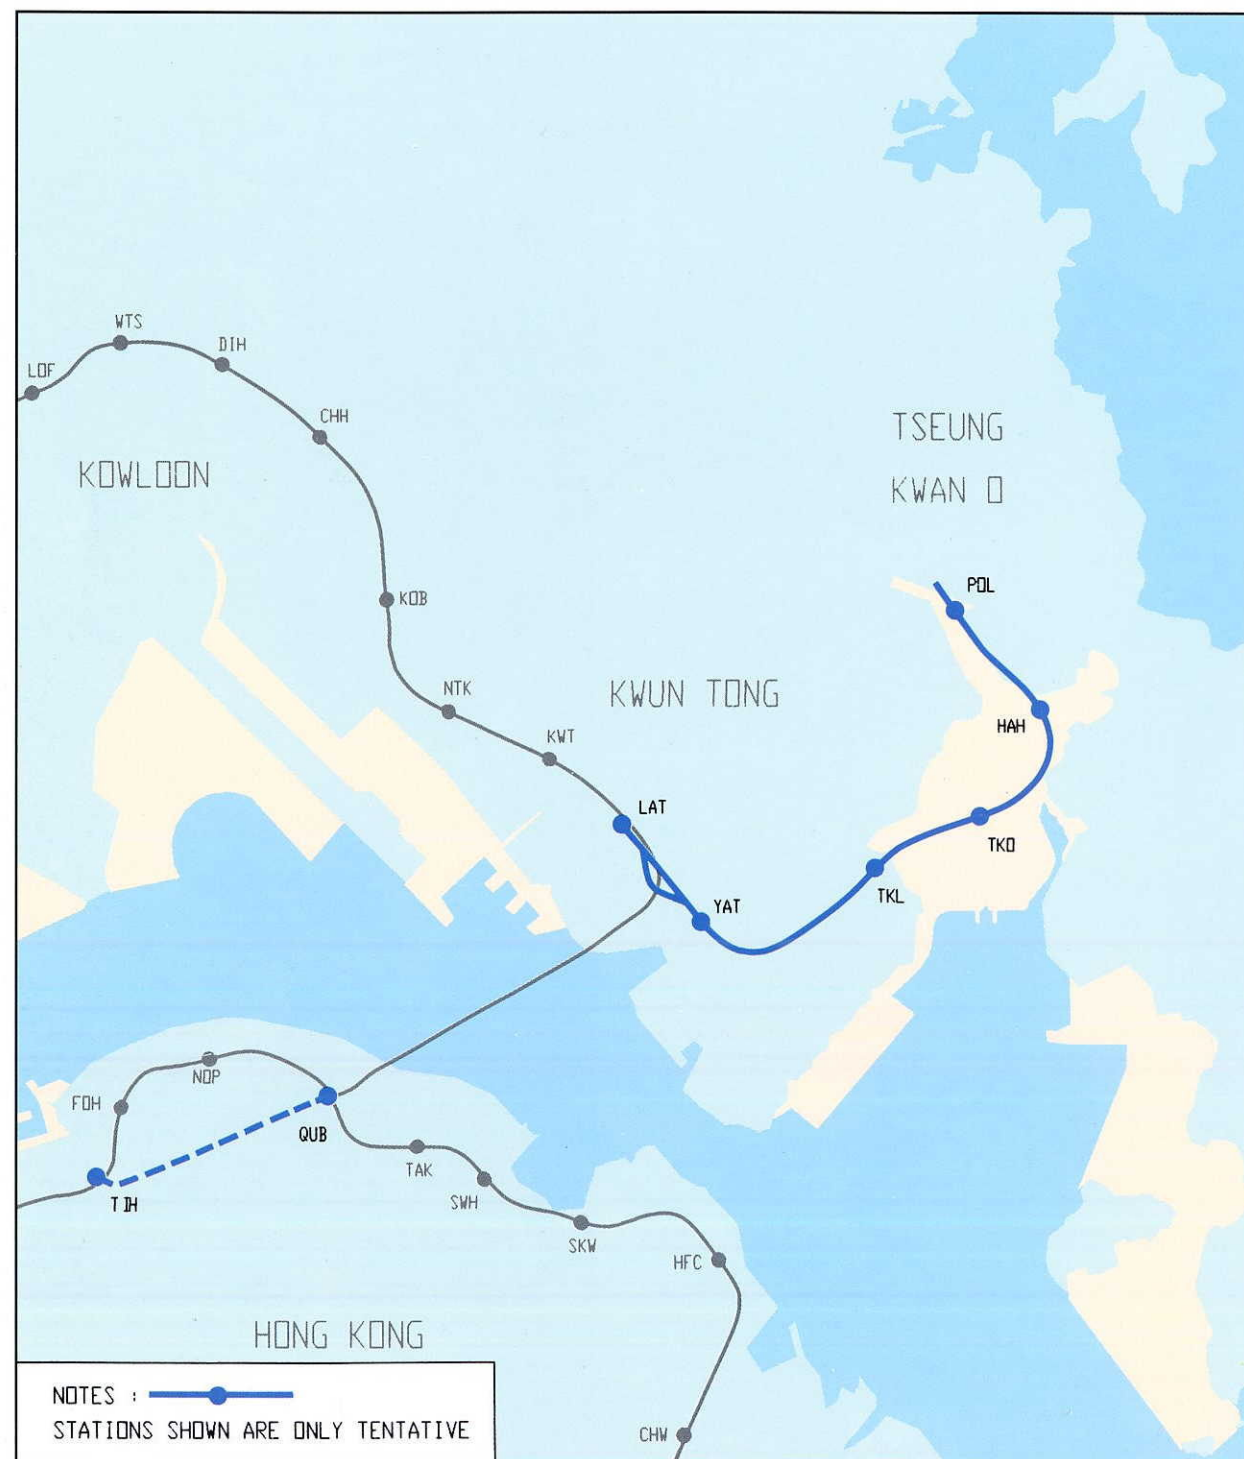 WTS
DIH
LOF
CHH
TSEUNG
KWAN O
KOWLOON
POL
KOB
KWUN TONG
NTK
HAH
KWT
LAT
TKO
TKL
YAT
NOP
FOH
QUB
TAK
TIH
SWH
SKW
HFC
HONG KONG
NOTES :
STATIONS SHOWN ARE ONLY TENTATIVE
CHW